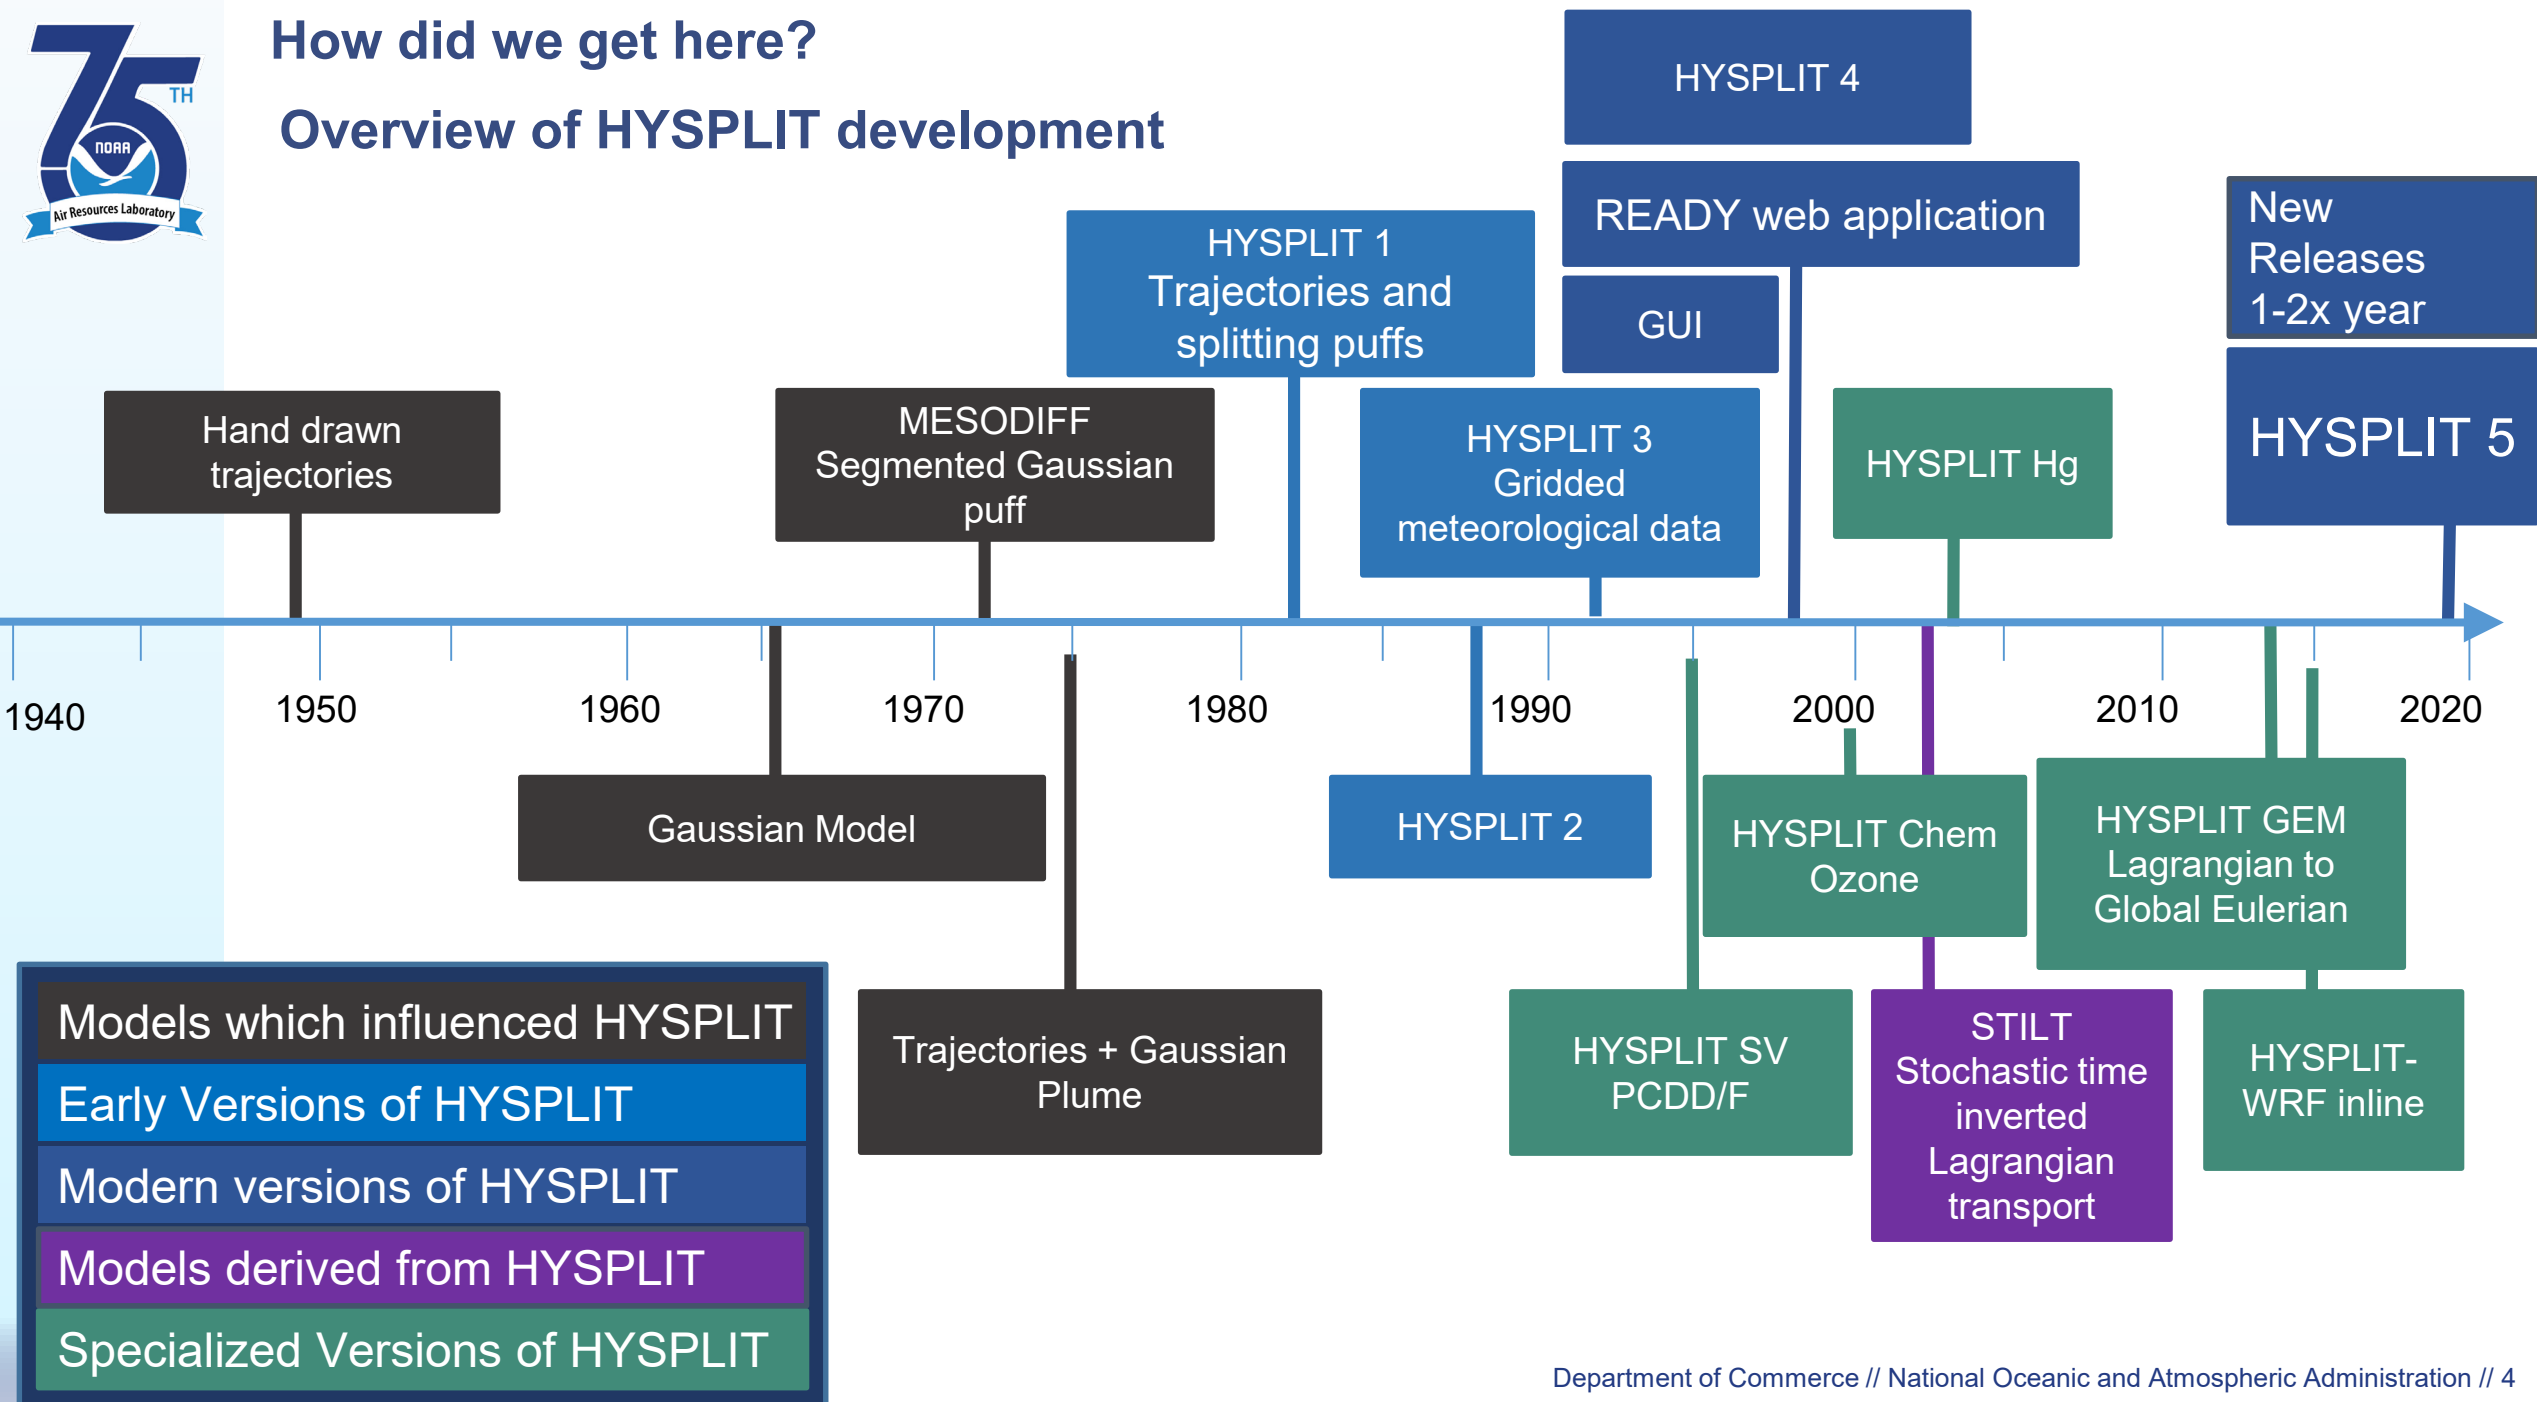 How did we get here?
Overview of HYSPLIT development
75
TH
NOAA
Air Resources Laboratory
HYSPLIT 4
READY web application
GUI
New
Releases
1-2x year
HYSPLIT 5
HYSPLIT 1
Trajectories and
splitting puffs
Hand drawn
trajectories
MESODIFF
Segmented Gaussian
puff
HYSPLIT 3
Gridded
meteorological data
HYSPLIT Hg
1940
1950
1960
1970
1980
1990
2000
2010
2020
Gaussian Model
HYSPLIT 2
HYSPLIT Chem
Ozone
HYSPLIT GEM
Lagrangian to
Global Eulerian
Trajectories + Gaussian
Plume
HYSPLIT SV
PCDD/F
STILT
Stochastic time
inverted
Lagrangian
transport
HYSPLIT-
WRF inline
Models which influenced HYSPLIT
Early Versions of HYSPLIT
Modern versions of HYSPLIT
Models derived from HYSPLIT
Specialized Versions of HYSPLIT
Department of Commerce // National Oceanic and Atmospheric Administration // 4